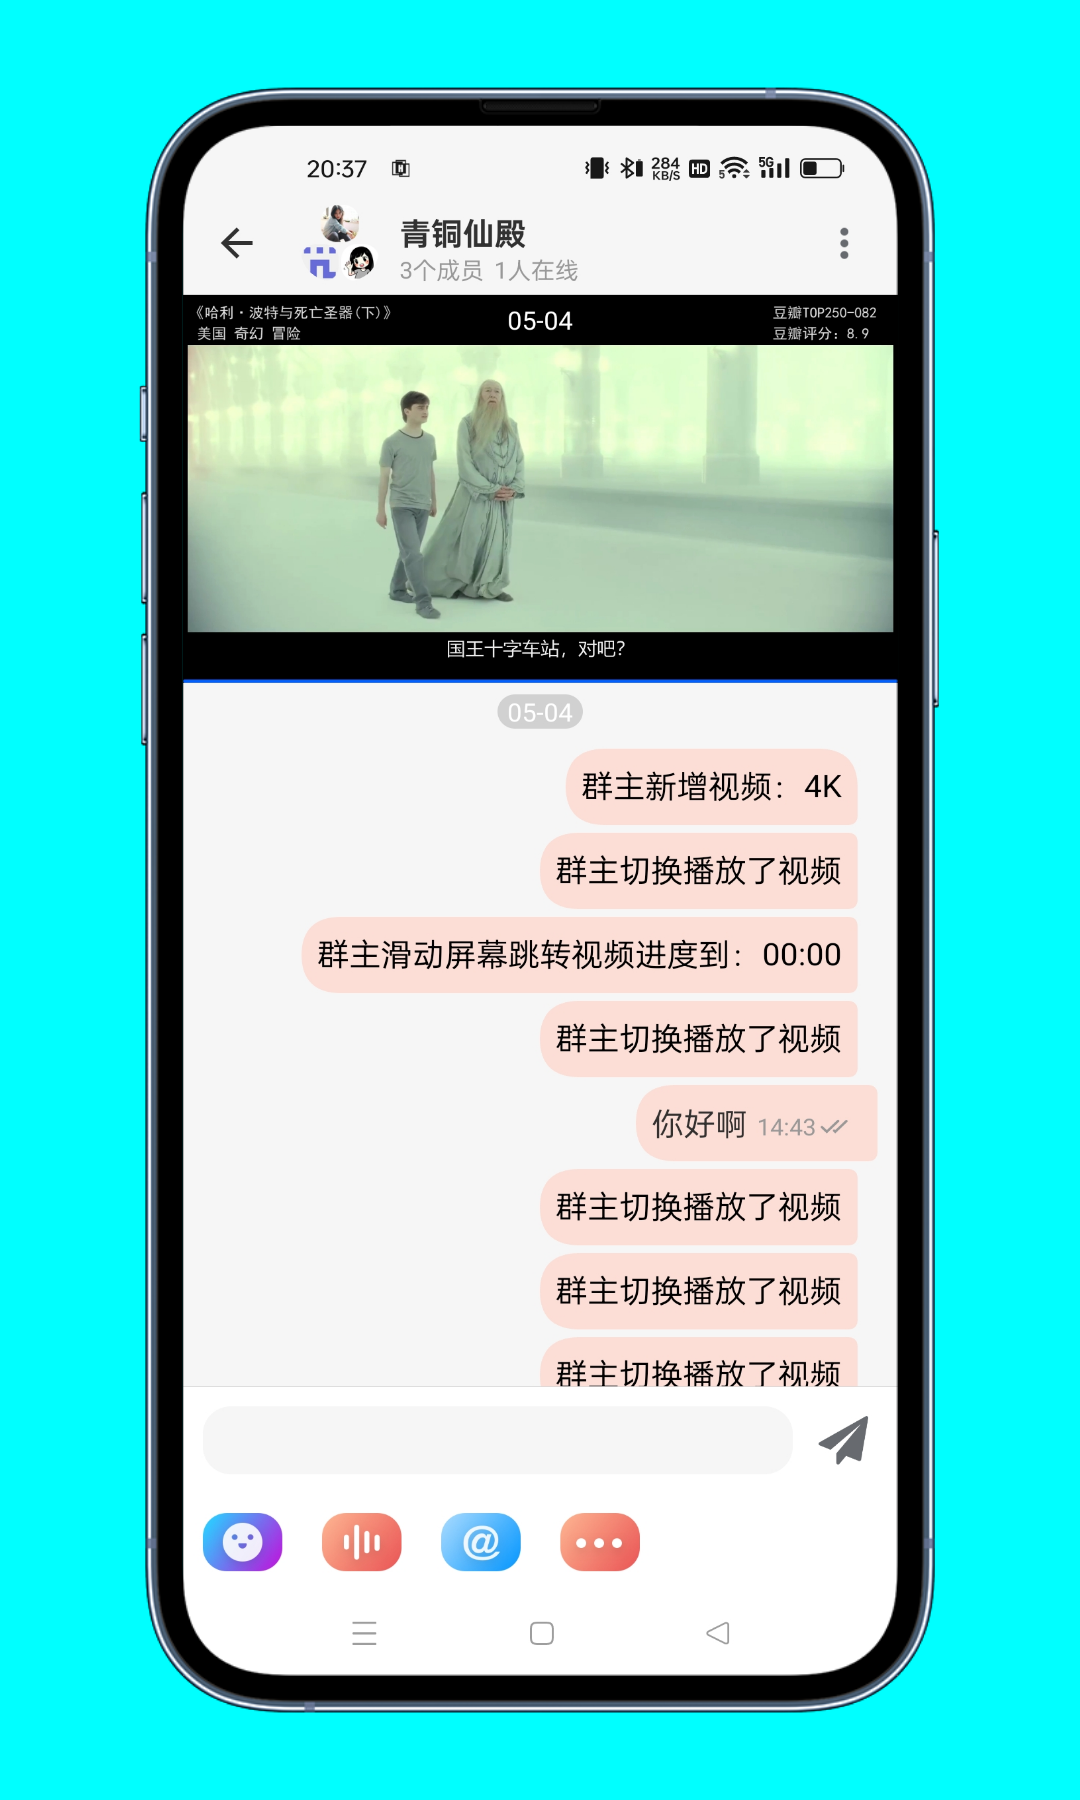 20:37
284
KB/S
HD
5
5G
青铜仙殿
3个成员 1人在线
《哈利·波特与死亡圣器(下)》
美国 奇幻 冒险
05-04
豆瓣TOP250-082
豆瓣评分: 8.9
国王十字车站，对吧?
05-04
群主新增视频：4K
群主切换播放了视频
群主滑动屏幕跳转视频进度到：00:00
群主切换播放了视频
你好啊 14:43
群主切换播放了视频
群主切换播放了视频
群主切换播放了视频
@